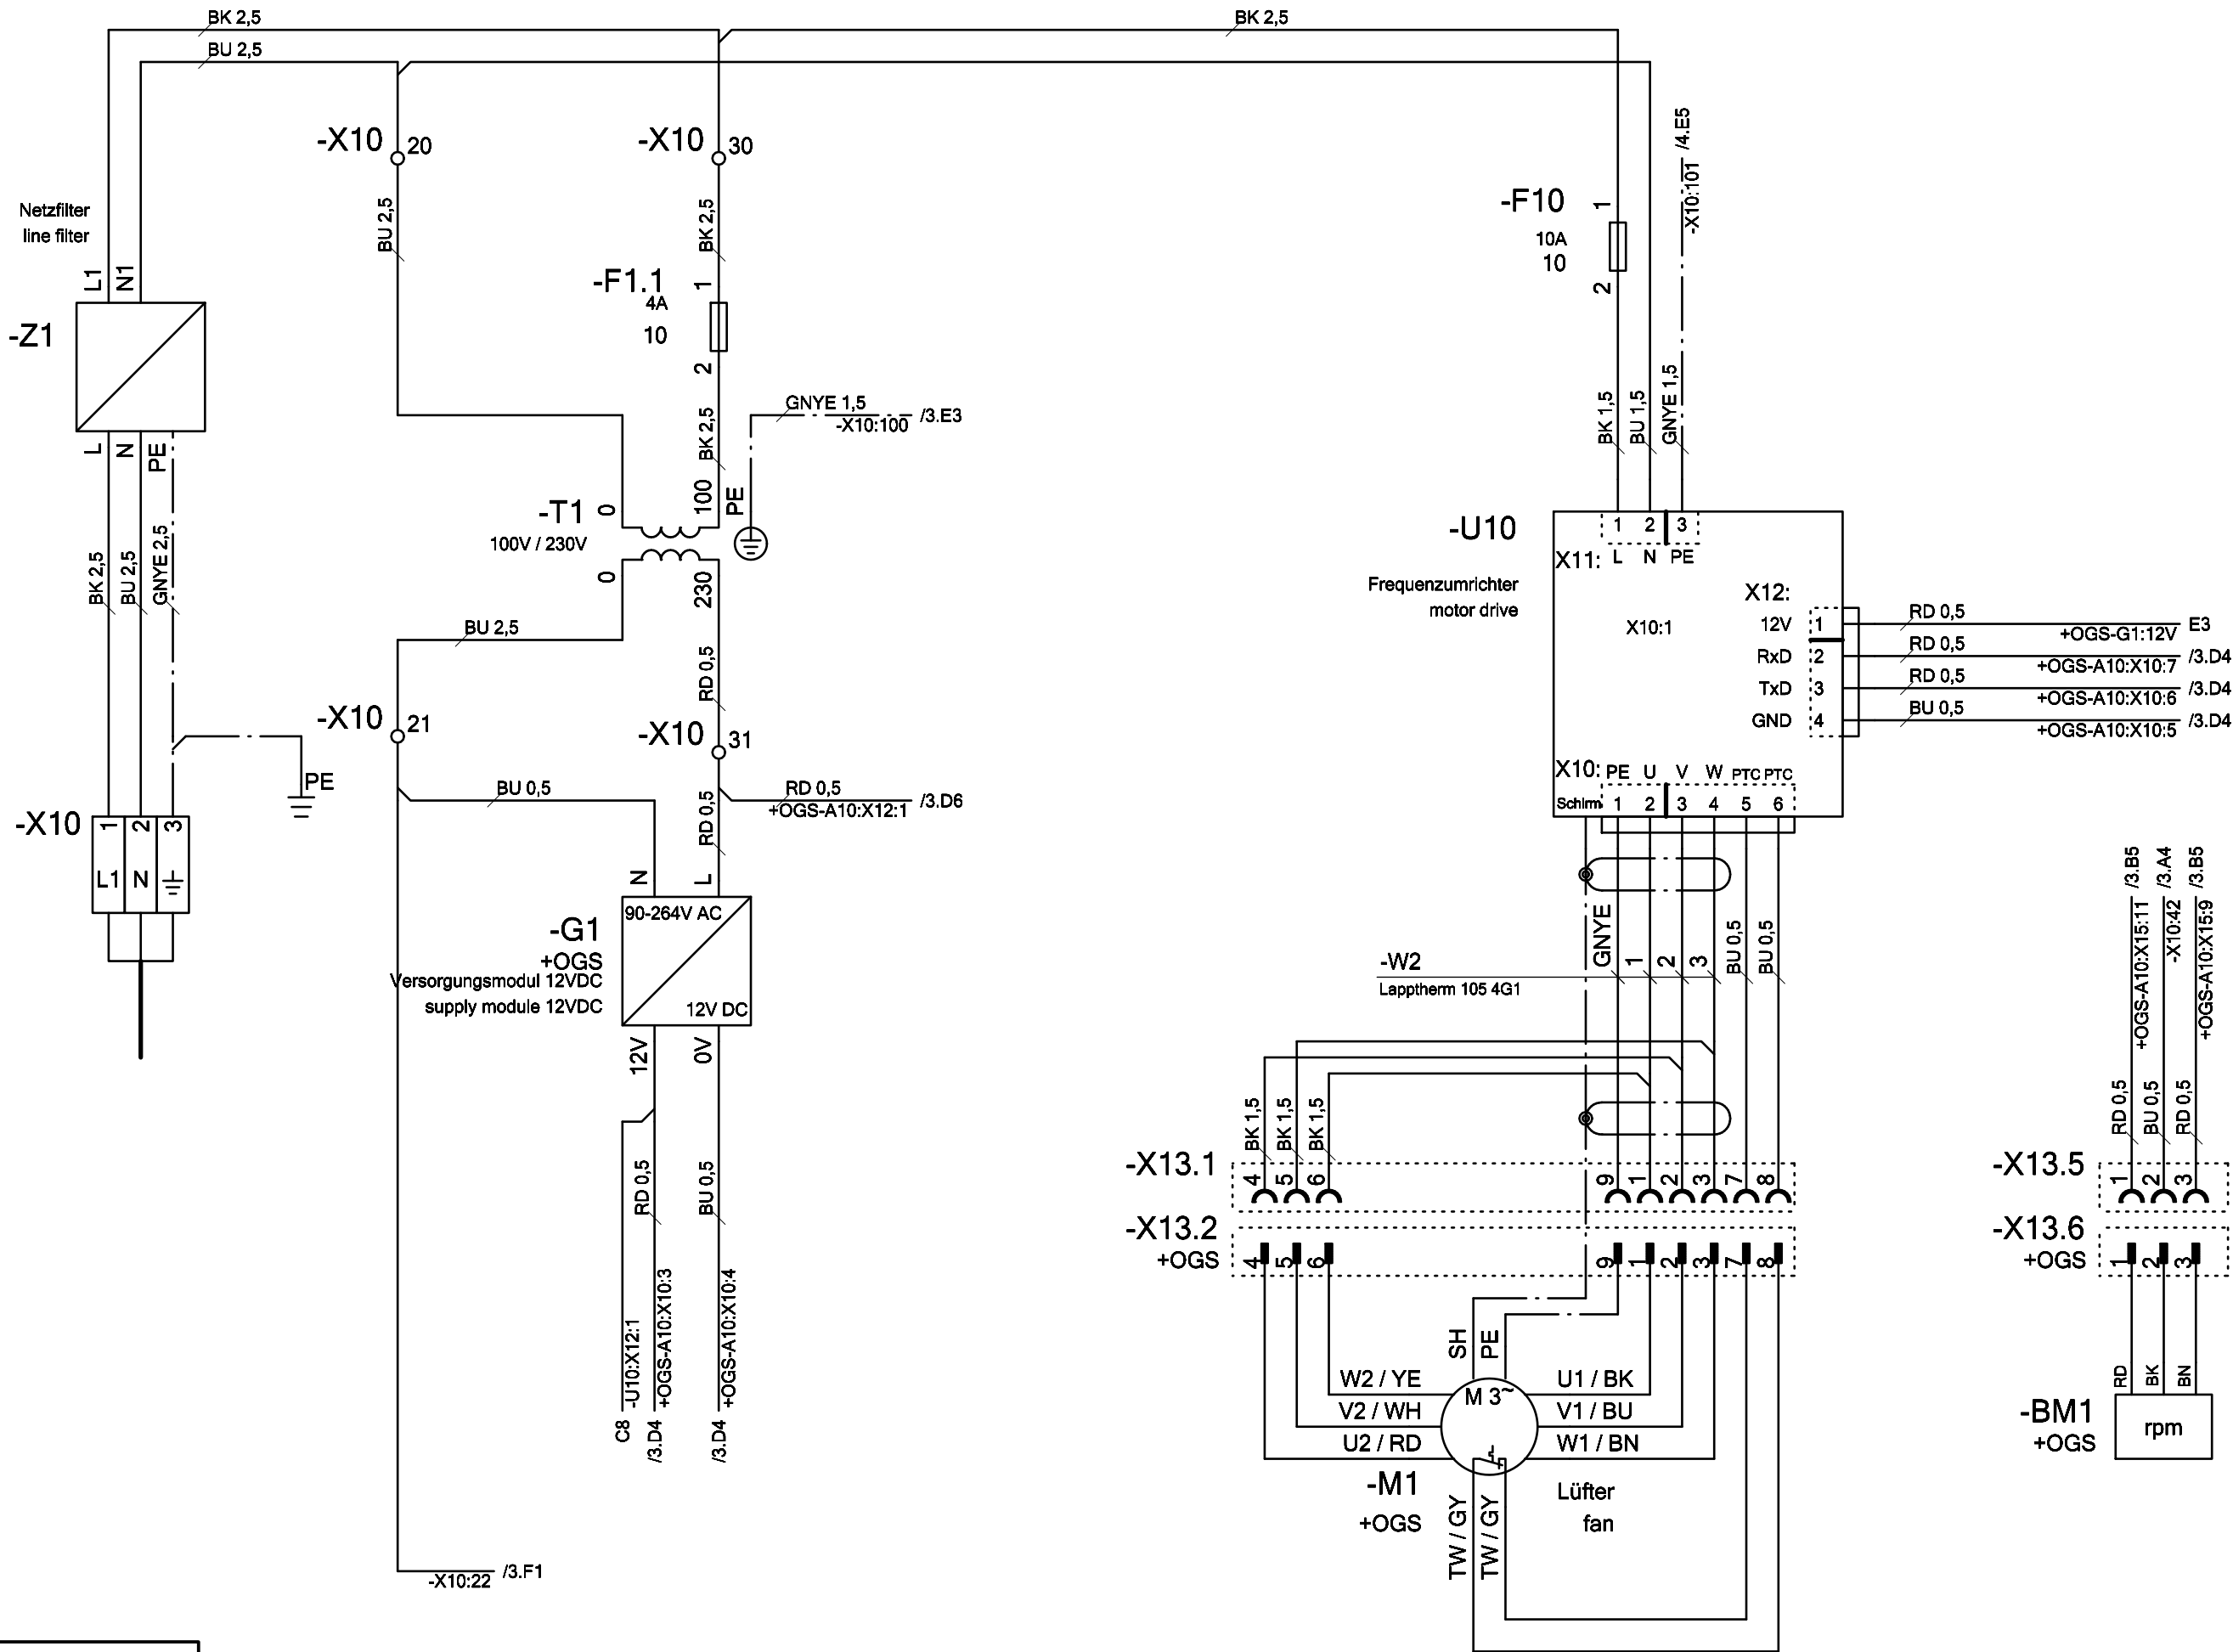 BK 2,5
BK 2,5
BU 2,5
-X10 20
-X10 30
/4.E5
-X10:101
Netzfilter
line filter
BU 2,5
BK 2,5
-F10
1
10A
10
2
L1
N1
-Z1
-F1.1
1
4A
10
2
L
N
PE
GNYE 1,5
-X10:100
/3.E3
BK 2,5
BK 1,5
BU 1,5
GNYE 1,5
-T1
100V / 230V
0
100
PE
0
230
BK 2,5
BU 2,5
GNYE 2,5
BU 2,5
RD 0,5
-U10
Frequenzumrichter
motor drive
1 2 3
X11: L N PE
X12:
X10:1
12V 1
RxD 2
TxD 3
GND 4
RD 0,5
+OGS-G1:12V
E3
RD 0,5
+OGS-A10:X10:7
/3.D4
RD 0,5
+OGS-A10:X10:6
/3.D4
BU 0,5
+OGS-A10:X10:5
/3.D4
-X10 21
-X10 31
PE
BU 0,5
RD 0,5
+OGS-A10:X12:1
/3.D6
RD 0,5
X10: PE U V W PTC PTC
Schirm 1 2 3 4 5 6
-X10
1 2 3
L1 N
N
L
90-264V AC
12V DC
-G1
+OGS
Versorgungsmodul 12VDC
supply module 12VDC
12V
0V
GNYE
1
2
3
BU 0,5
BU 0,5
-W2
Lapptherm 105 4G1
/3.B5
+OGS-A10:X15:11
/3.A4
-X10:42
/3.B5
+OGS-A10:X15:9
RD 0,5
BU 0,5
RD 0,5
BK 1,5
BK 1,5
BK 1,5
RD 0,5
BU 0,5
-X13.1
4 5 6 9 1 2 3 7 8
-X13.5
1 2 3
-X13.2
+OGS
4 5 6 9 1 2 3 7 8
-X13.6
+OGS
1 2 3
-U10:X12:1
C8
+OGS-A10:X10:3
/3.D4
+OGS-A10:X10:4
/3.D4
SH
PE
W2 / YE
V2 / WH
U2 / RD
M 3~
U1 / BK
V1 / BU
W1 / BN
-M1
+OGS
Lüfter
fan
TW / GY
TW / GY
RD
BK
BN
-BM1
+OGS
rpm
-X10:22
/3.F1